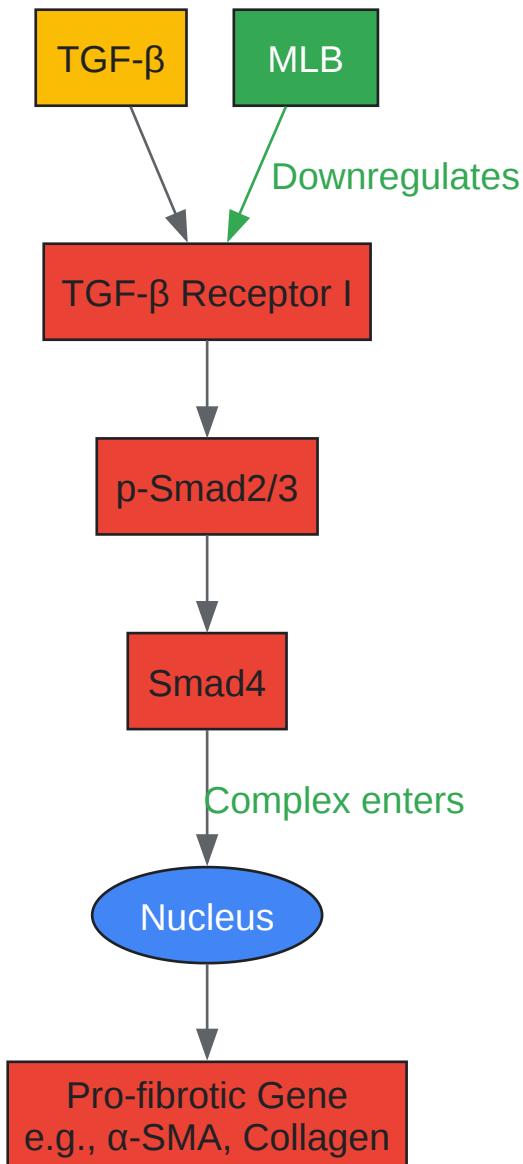 TGF-β
MLB
Downregulates
TGF-β Receptor I
p-Smad2/3
Smad4
Complex enters
Nucleus
Pro-fibrotic Gene
e.g., α-SMA, Collagen